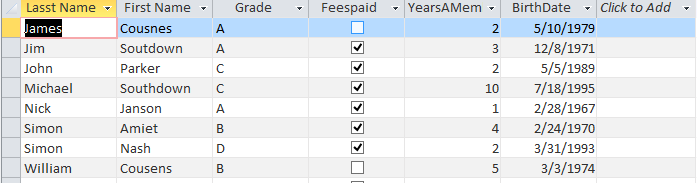 Lasst Name First Name Grade Feespaid YearsAMem BirthDate Click to Add
James Cousnes A 2 5/10/1979
Jim Soutdown A 3 12/8/1971
John Parker C 2 5/5/1989
Michael Southdown C 10 7/18/1995
Nick Janson A 1 2/28/1967
Simon Amiet B 4 2/24/1970
Simon Nash D 2 3/31/1993
William Cousens B 5 3/3/1974